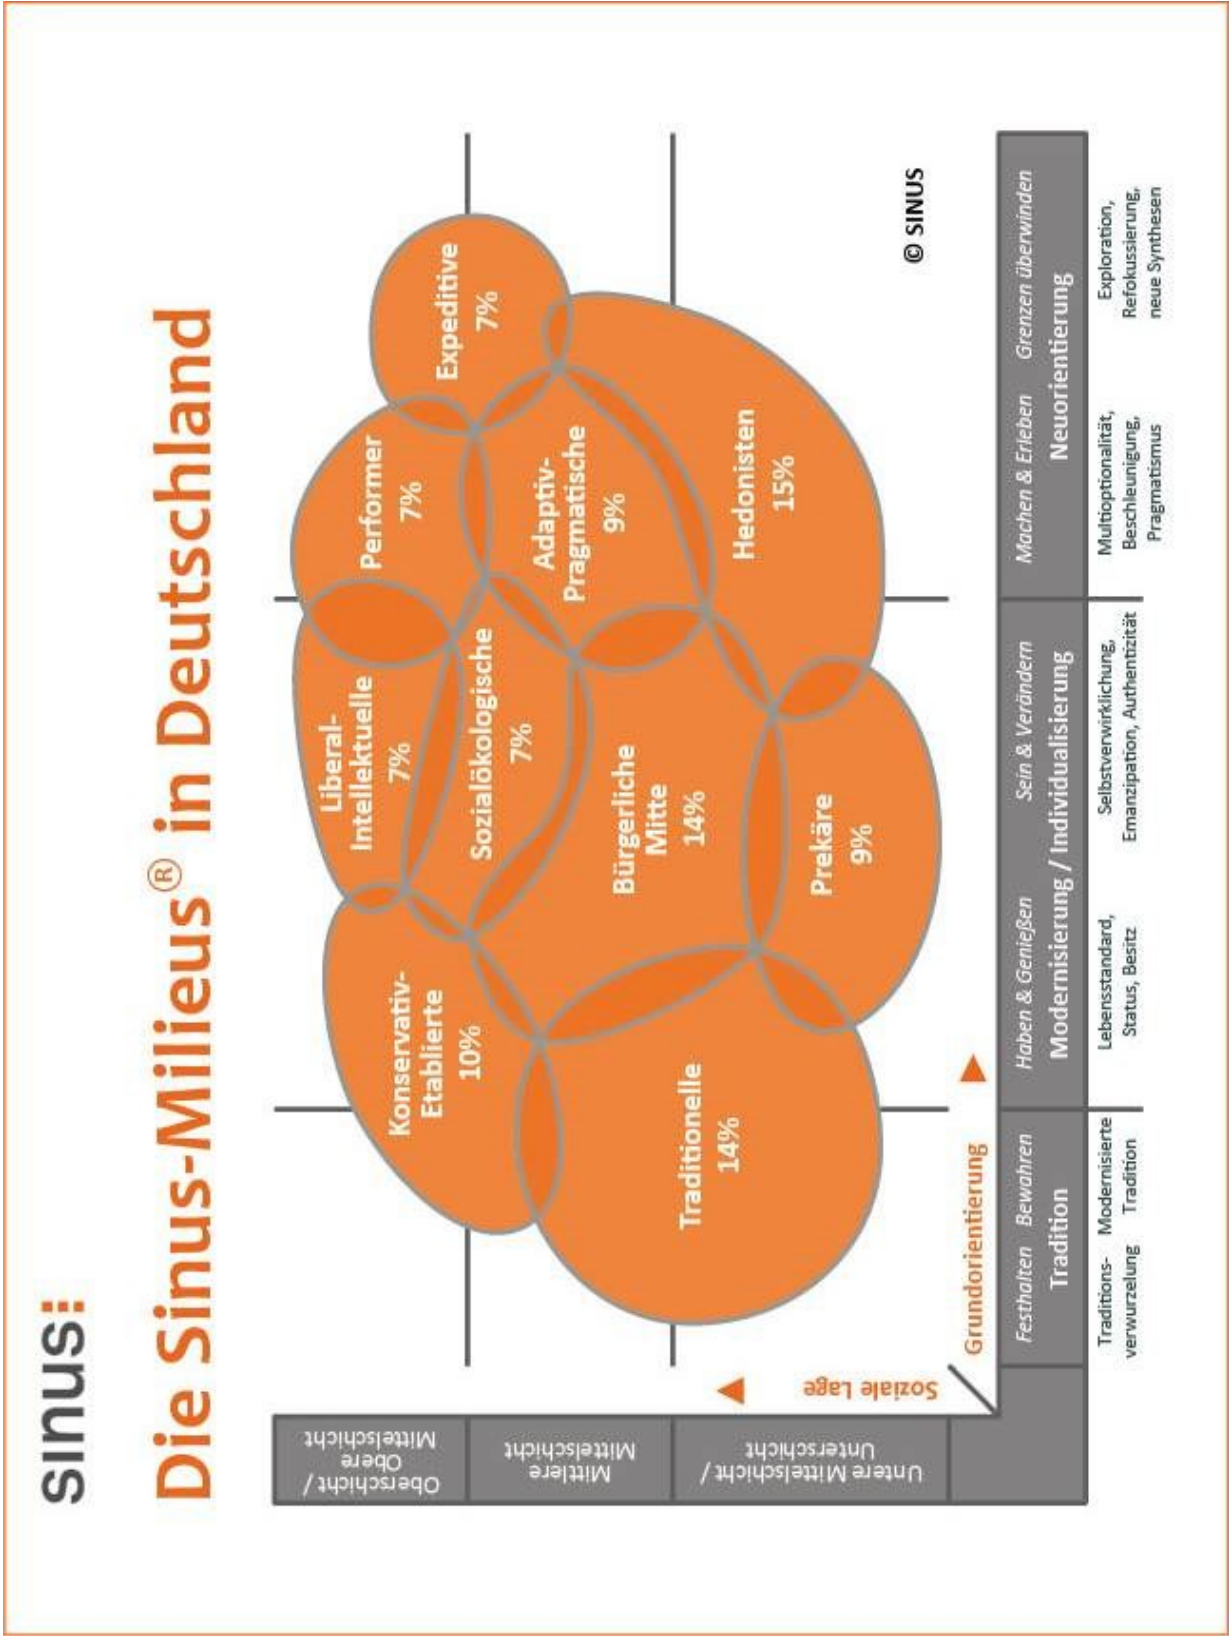 sinus
Die Sinus-Milieus® in Deutschland
Oberschicht /
Obere
Mittelschicht
Mittlere
Mittelschicht
Untere Mittelschicht /
Unterschicht
Soziale Lage
Grundorientierung
Konservativ-
Etablierte
10%
Liberal-
Intellektuelle
7%
Performer
7%
Expeditive
7%
Sozialökologische
7%
Adaptiv-
Pragmatische
9%
Traditionelle
14%
Bürgerliche
Mitte
14%
Hedonisten
15%
Prekäre
9%
© SINUS
Festhalten
Bewahren
Haben & Genießen
Sein & Verändern
Machen & Erleben
Grenzen überwinden
Tradition
Modernisierung / Individualisierung
Neuorientierung
Traditions-
verwurzelung
Modernisierte
Tradition
Lebensstandard,
Status, Besitz
Selbstverwirklichung,
Emanzipation, Authentizität
Multioptionalität,
Beschleunigung,
Pragmatismus
Exploration,
Refokussierung,
neue Synthesen